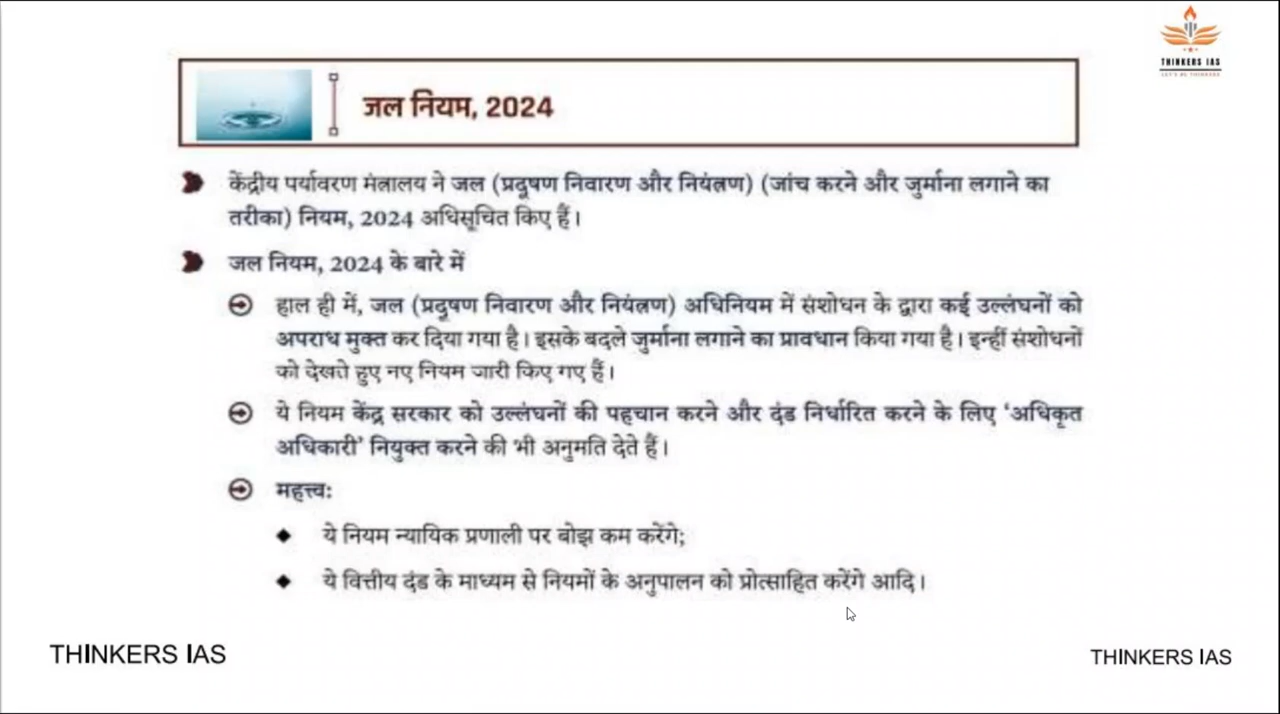 THINKERS IAS
LET'S BE THINKERS
जल नियम, 2024
केंद्रीय पर्यावरण मंत्रालय ने जल (प्रदूषण निवारण और नियंत्रण) (जांच करने और जुर्माना लगाने का
तरीका) नियम, 2024 अधिसूचित किए हैं।
जल नियम, 2024 के बारे में
हाल ही में, जल (प्रदूषण निवारण और नियंत्रण) अधिनियम में संशोधन के द्वारा कई उल्लंघनों को
अपराध मुक्त कर दिया गया है। इसके बदले जुर्माना लगाने का प्रावधान किया गया है। इन्हीं संशोधनों
को देखते हुए नए नियम जारी किए गए हैं।
ये नियम केंद्र सरकार को उल्लंघनों की पहचान करने और दंड निर्धारित करने के लिए ‘अधिकृत
अधिकारी’ नियुक्त करने की भी अनुमति देते हैं।
महत्त्व:
ये नियम न्यायिक प्रणाली पर बोझ कम करेंगे;
ये वित्तीय दंड के माध्यम से नियमों के अनुपालन को प्रोत्साहित करेंगे आदि।
THINKERS IAS
THINKERS IAS